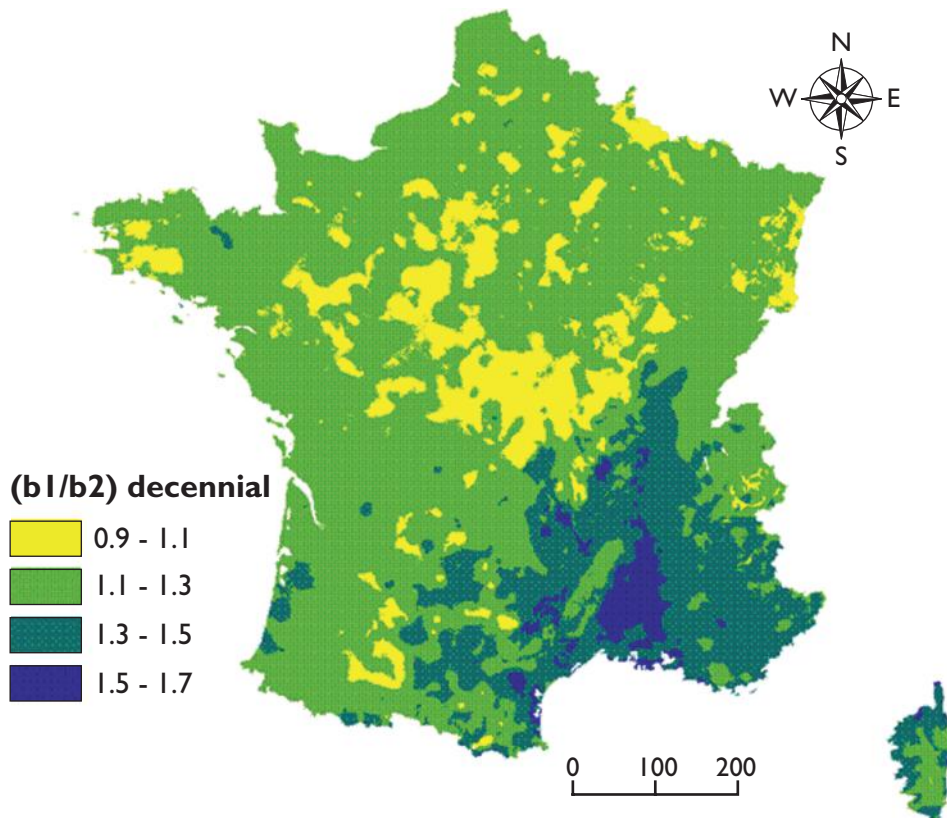 N
W E
S
(b1/b2) decennial
0.9 - 1.1
1.1 - 1.3
1.3 - 1.5
1.5 - 1.7
0 100 200